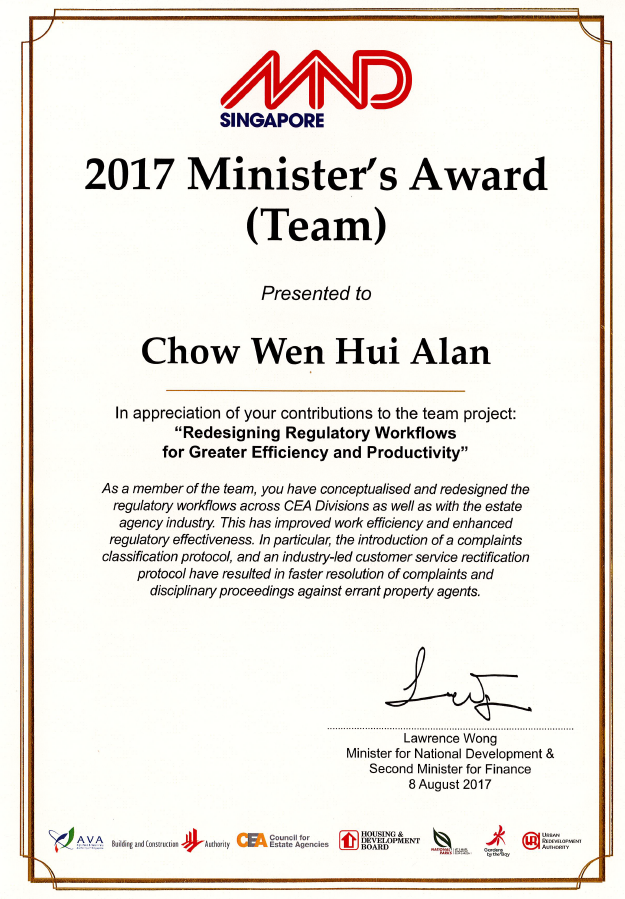 MND
SINGAPORE
2017 Minister's Award
(Team)
Presented to
Chow Wen Hui Alan
In appreciation of your contributions to the team project:
“Redesigning Regulatory Workflows
for Greater Efficiency and Productivity”
As a member of the team, you have conceptualised and redesigned the
regulatory workflows across CEA Divisions as well as with the estate
agency industry. This has improved work efficiency and enhanced
regulatory effectiveness. In particular, the introduction of a complaints
classification protocol, and an industry-led customer service rectification
protocol have resulted in faster resolution of complaints and
disciplinary proceedings against errant property agents.
Lawrence Wong
Minister for National Development &
Second Minister for Finance
8 August 2017
AVA
Building and Construction Authority
CEA Council for
Estate Agencies
HOUSING &
DEVELOPMENT
BOARD
NATIONAL
PARKS
Gardens
by the Bay
URBAN
REDEVELOPMENT
AUTHORITY